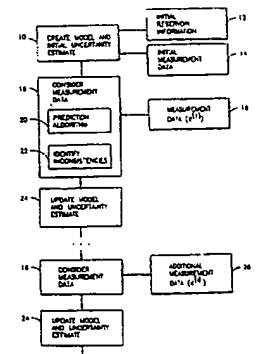 10
CREATE MODEL AND
INITIAL UNCERTAINTY
ESTIMATE
INITIAL
RESERVOIR
INFORMATION
12
INITIAL
MEASUREMENT
DATA
14
16
CONSIDER
MEASUREMENT
DATA
20
PREDICTION
ALGORITHM
22
IDENTIFY
INCONSISTENCIES
MEASUREMENT
18
24
UPDATE MODEL
AND UNCERTAINTY
ESTIMATE
16
CONSIDER
MEASUREMENT
DATA
ADDITIONAL
MEASUREMENT
26
24
UPDATE MODEL
AND UNCERTAINTY
ESTIMATE